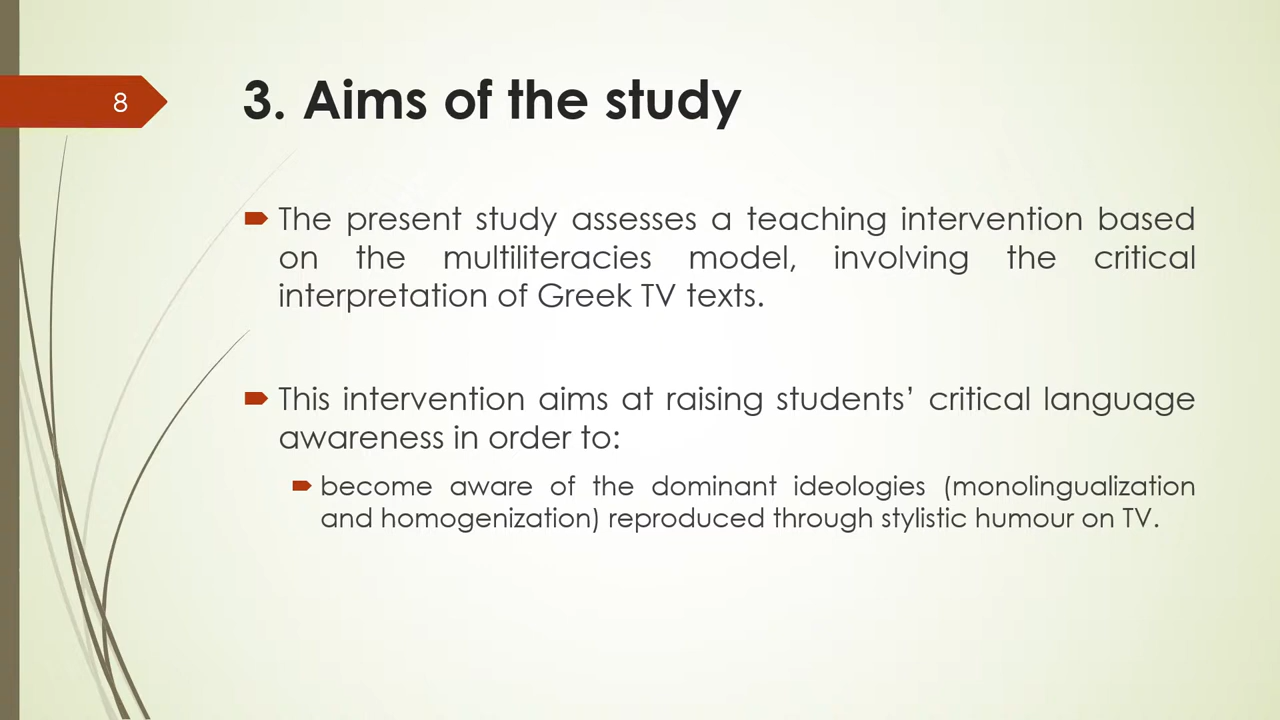 8
3. Aims of the study
The present study assesses a teaching intervention based
on the multiliteracies model, involving the critical
interpretation of Greek TV texts.
This intervention aims at raising students’ critical language
awareness in order to:
become aware of the dominant ideologies (monolingualization
and homogenization) reproduced through stylistic humour on TV.